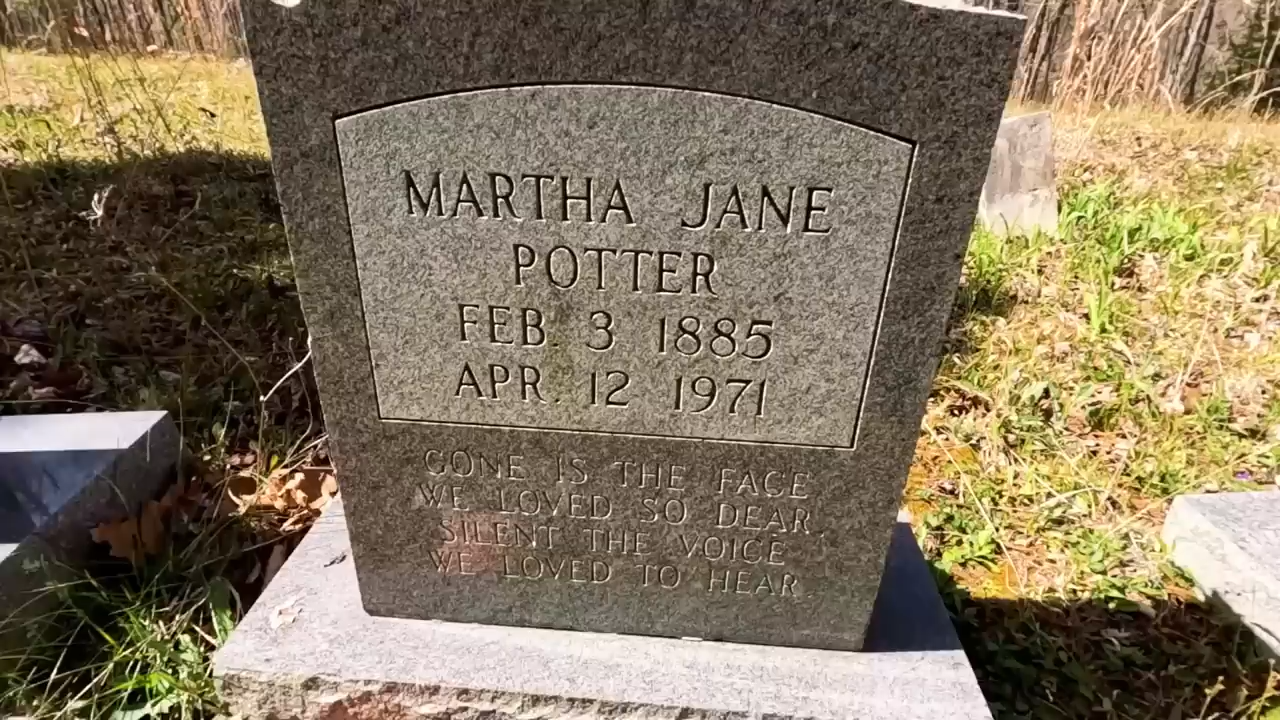 MARTHA JANE
POTTER
FEB. 3 1885
APR. 12 1971
GONE IS THE FACE
WE LOVED SO DEAR,
SILENT THE VOICE
WE LOVED TO HEAR